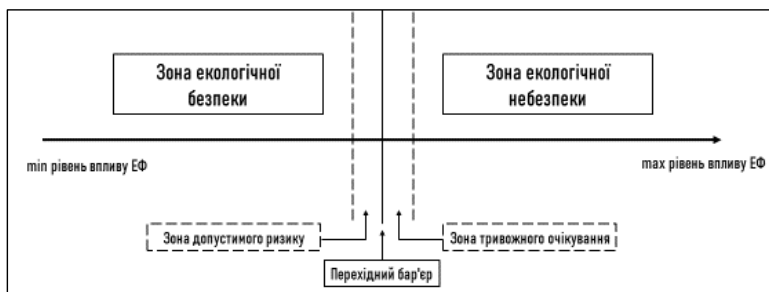 Зона екологічної
безпеки
Зона екологічної
небезпеки
min рівень впливу ЕФ
max рівень впливу ЕФ
Зона допустимого ризику
Зона тривожного очікування
Перехідний бар'єр